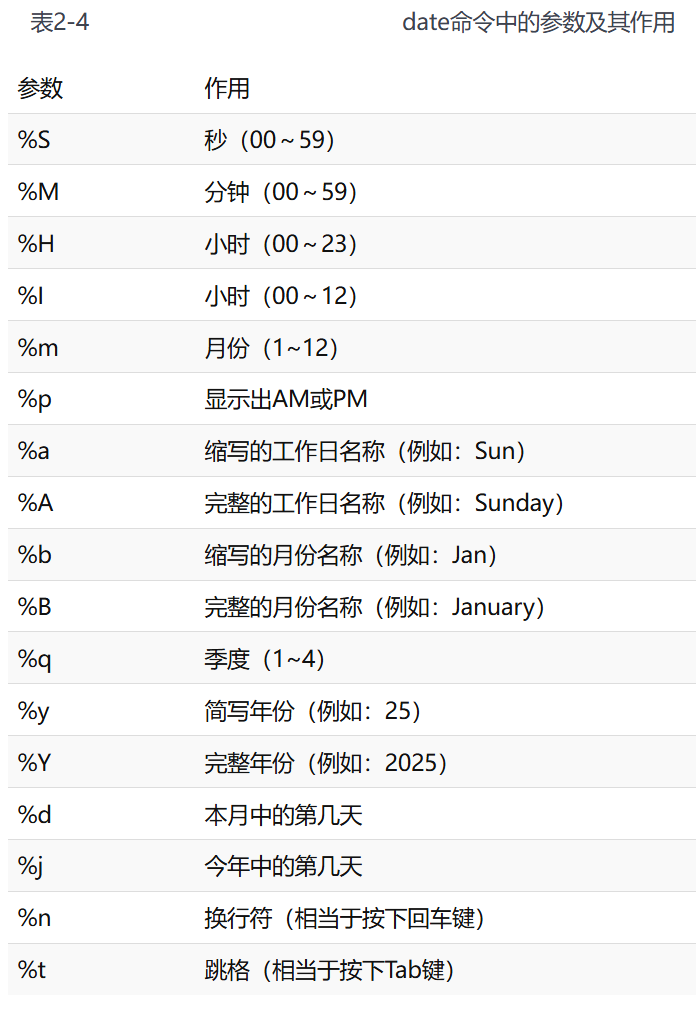 表2-4 date命令中的参数及其作用
参数 作用
%S 秒（00～59）
%M 分钟（00～59）
%H 小时（00～23）
%I 小时（00～12）
%m 月份（1~12）
%p 显示出AM或PM
%a 缩写的工作日名称（例如：Sun）
%A 完整的工作日名称（例如：Sunday）
%b 缩写的月份名称（例如：Jan）
%B 完整的月份名称（例如：January）
%q 季度（1~4）
%y 简写年份（例如：25）
%Y 完整年份（例如：2025）
%d 本月中的第几天
%j 今年中的第几天
%n 换行符（相当于按下回车键）
%t 跳格（相当于按下Tab键）